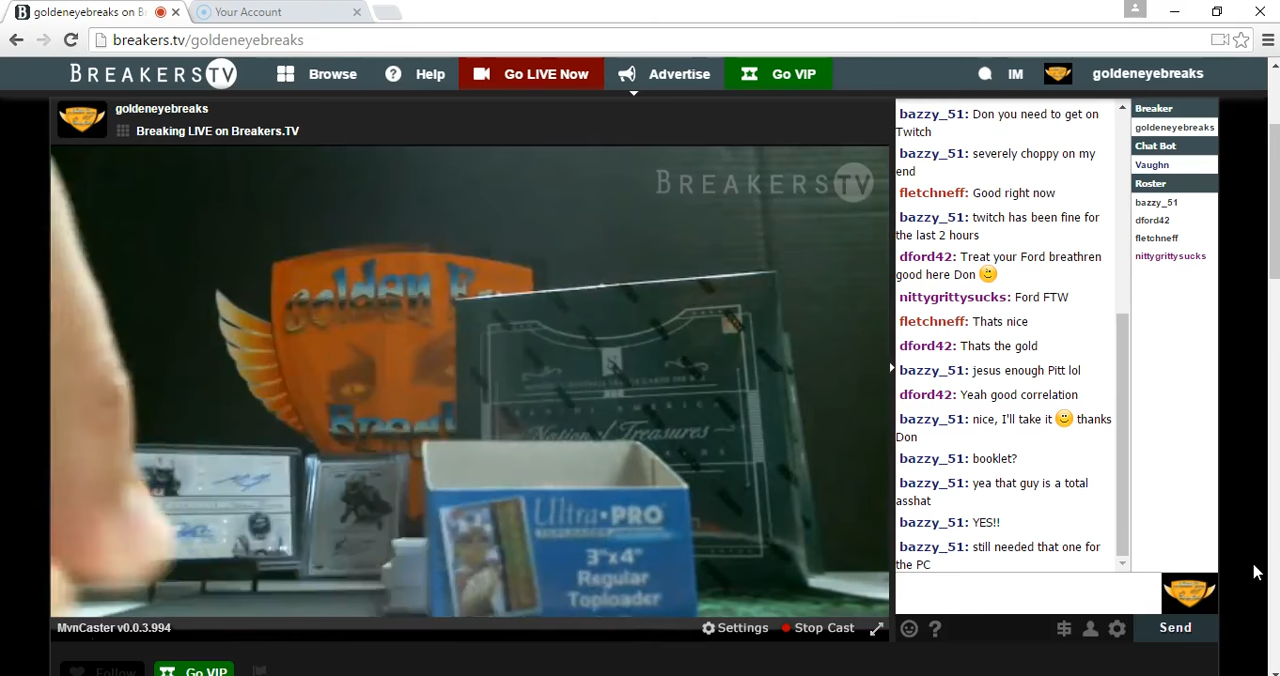 goldeneyebreaks on B
Your Account
breakers.tv/goldeneyebreaks
BREAKERSTV
Browse
Help
Go LIVE Now
Advertise
Go VIP
IM
goldeneyebreaks
goldeneyebreaks
Breaking LIVE on Breakers.TV
BREAKERSTV
Golden
National Treasures
Ultra·PRO
TOPLOADER
3"x4"
Regular
Toploader
MvnCaster v0.0.3.994
Settings
Stop Cast
Follow
Go VIP
bazzy_51: Don you need to get on
Twitch
bazzy_51: severely choppy on my
end
fletchneff: Good right now
bazzy_51: twitch has been fine for
the last 2 hours
dford42: Treat your Ford breathren
good here Don
nittygrittysucks: Ford FTW
fletchneff: Thats nice
dford42: Thats the gold
bazzy_51: jesus enough Pitt lol
dford42: Yeah good correlation
bazzy_51: nice, I'll take it thanks
Don
bazzy_51: booklet?
bazzy_51: yea that guy is a total
asshat
bazzy_51: YES!!
bazzy_51: still needed that one for
the PC
Send
Breaker
goldeneyebreaks
Chat Bot
Vaughn
Roster
bazzy_51
dford42
fletchneff
nittygrittysucks